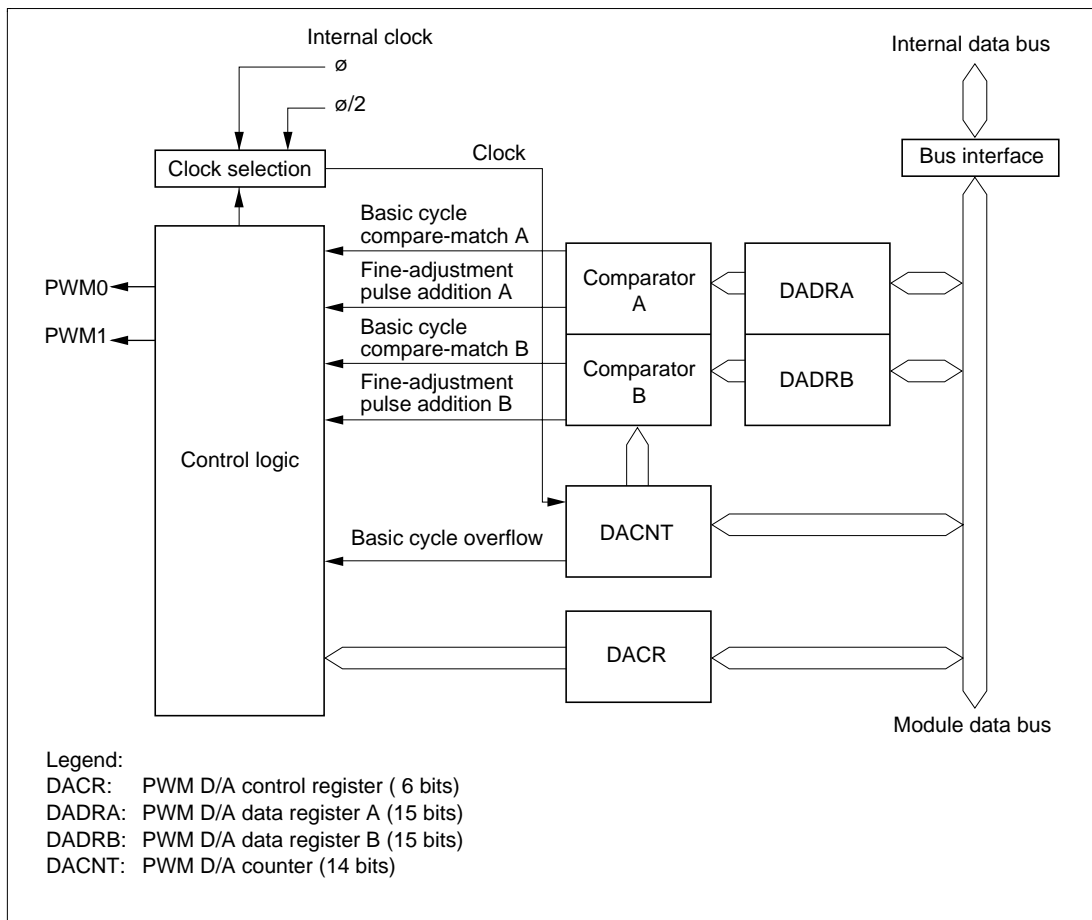 Internal clock
ø
ø/2
Internal data bus
Clock selection
Clock
Bus interface
Basic cycle
compare-match A
Fine-adjustment
pulse addition A
Basic cycle
compare-match B
Fine-adjustment
pulse addition B
Comparator
A
DADRA
Comparator
B
DADRB
PWM0
PWM1
Control logic
DACNT
Basic cycle overflow
DACR
Module data bus
Legend:
DACR: PWM D/A control register ( 6 bits)
DADRA: PWM D/A data register A (15 bits)
DADRB: PWM D/A data register B (15 bits)
DACNT: PWM D/A counter (14 bits)